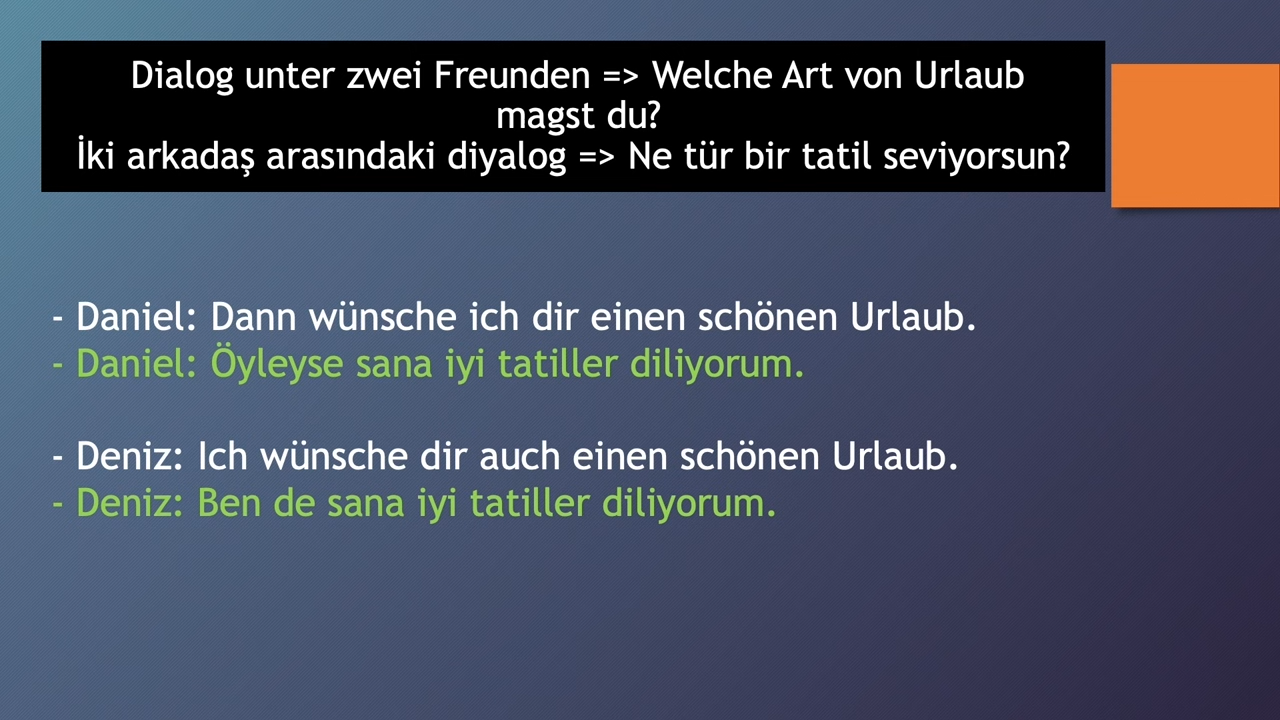 Dialog unter zwei Freunden => Welche Art von Urlaub
magst du?
İki arkadaş arasındaki diyalog => Ne tür bir tatil seviyorsun?
- Daniel: Dann wünsche ich dir einen schönen Urlaub.
- Daniel: Öyleyse sana iyi tatiller diliyorum.
- Deniz: Ich wünsche dir auch einen schönen Urlaub.
- Deniz: Ben de sana iyi tatiller diliyorum.